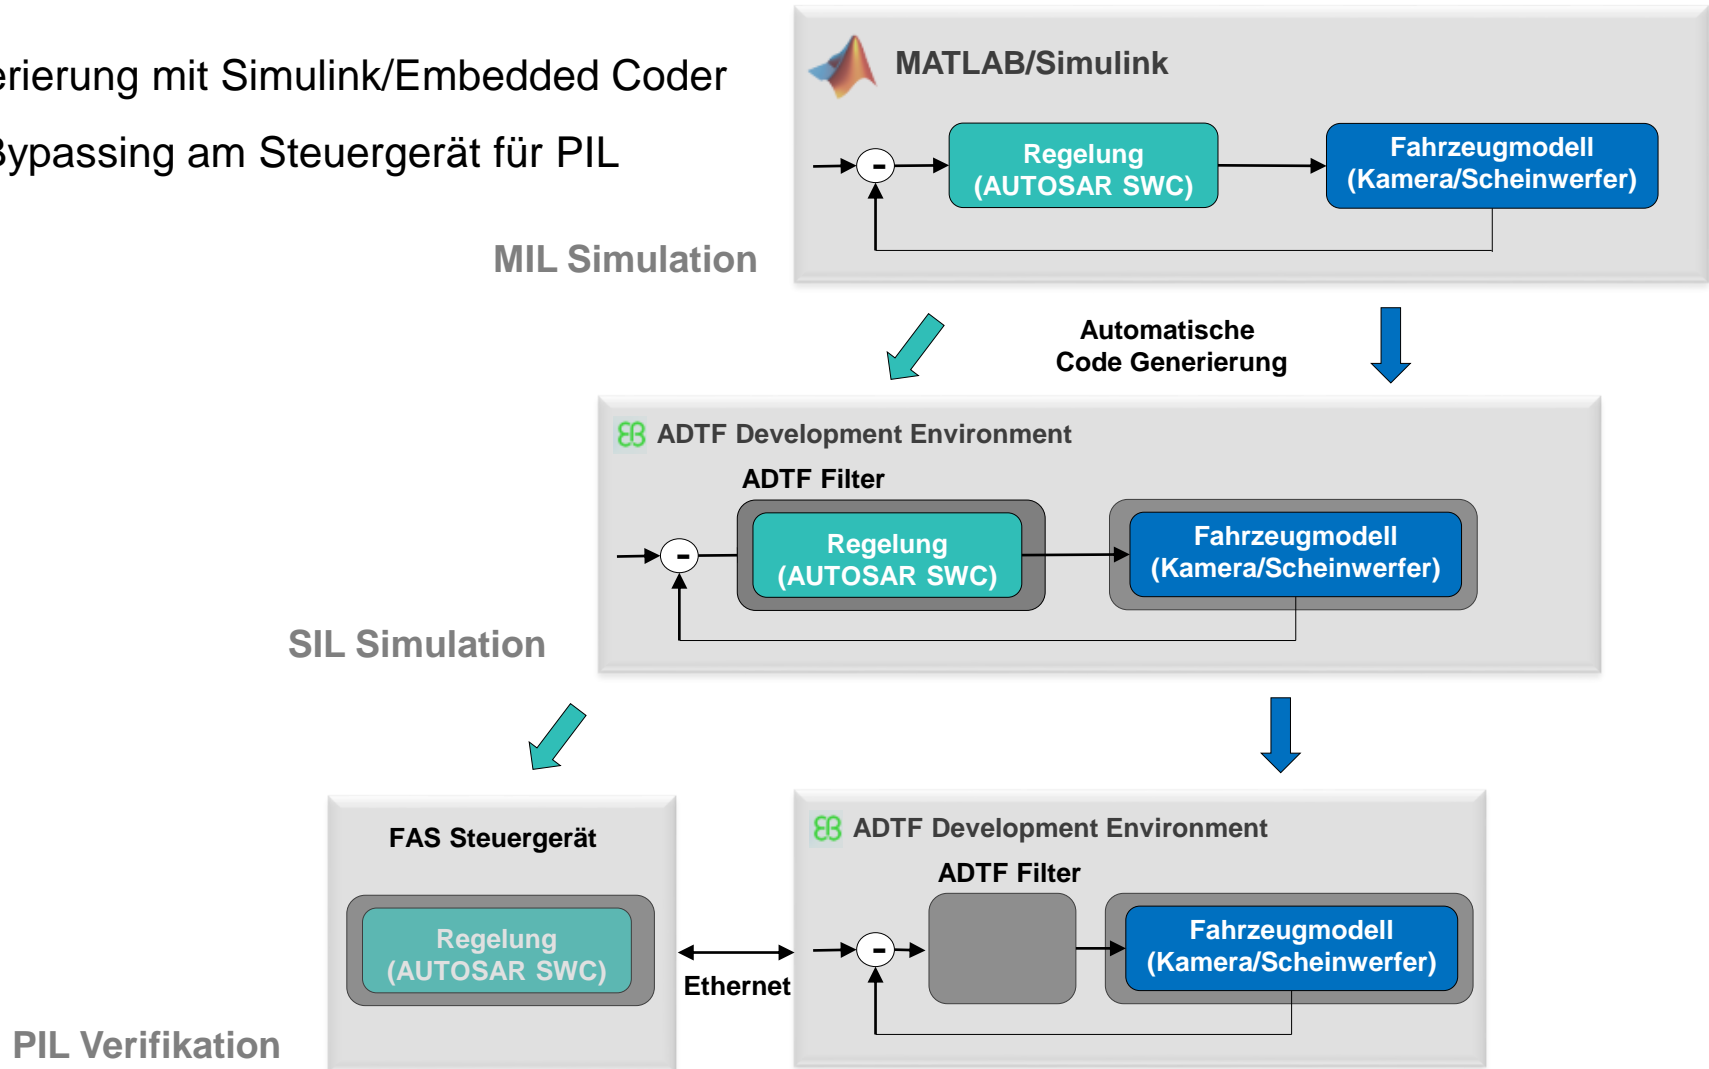 erierung mit Simulink/Embedded Coder
Bypassing am Steuergerät für PIL
MATLAB/Simulink
-
Regelung
(AUTOSAR SWC)
Fahrzeugmodell
(Kamera/Scheinwerfer)
MIL Simulation
Automatische
Code Generierung
EB ADTF Development Environment
ADTF Filter
-
Regelung
(AUTOSAR SWC)
Fahrzeugmodell
(Kamera/Scheinwerfer)
SIL Simulation
FAS Steuergerät
Regelung
(AUTOSAR SWC)
Ethernet
EB ADTF Development Environment
ADTF Filter
-
Fahrzeugmodell
(Kamera/Scheinwerfer)
PIL Verifikation